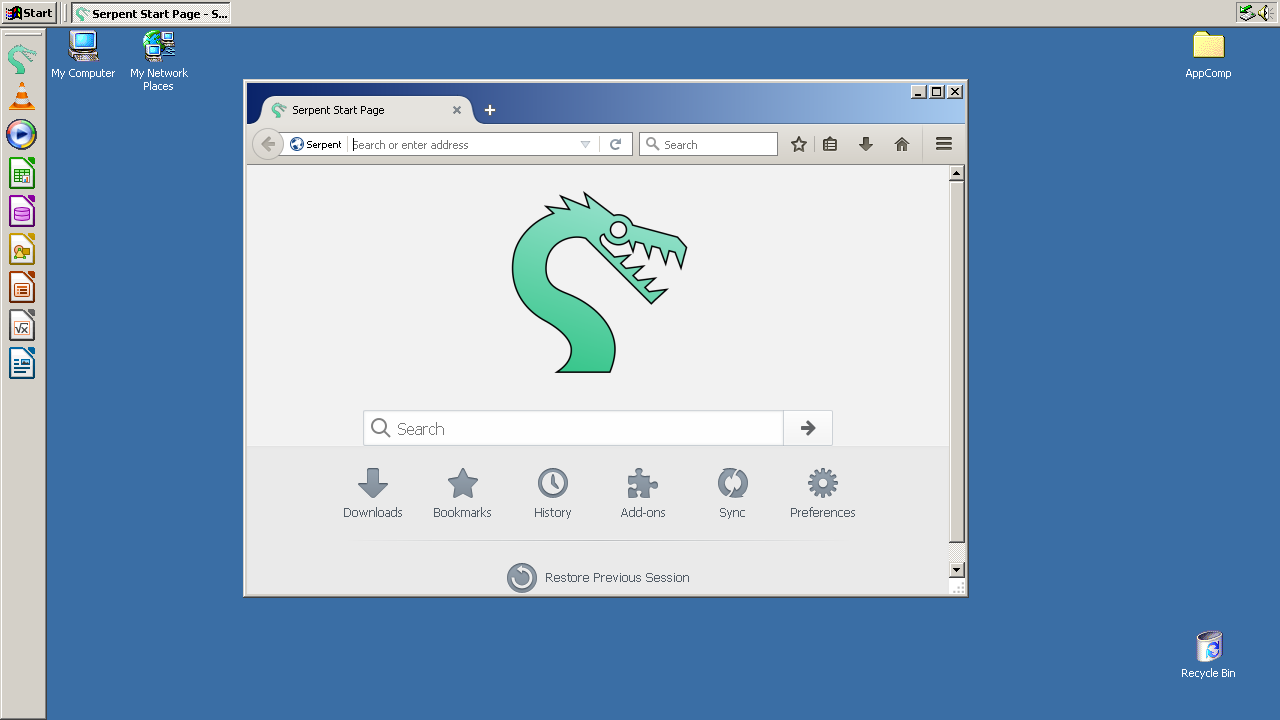 Start
Serpent Start Page - S...
My Computer
My Network
Places
AppComp
Serpent Start Page
Serpent
Search or enter address
Search
Search
Downloads
Bookmarks
History
Add-ons
Sync
Preferences
Restore Previous Session
Recycle Bin